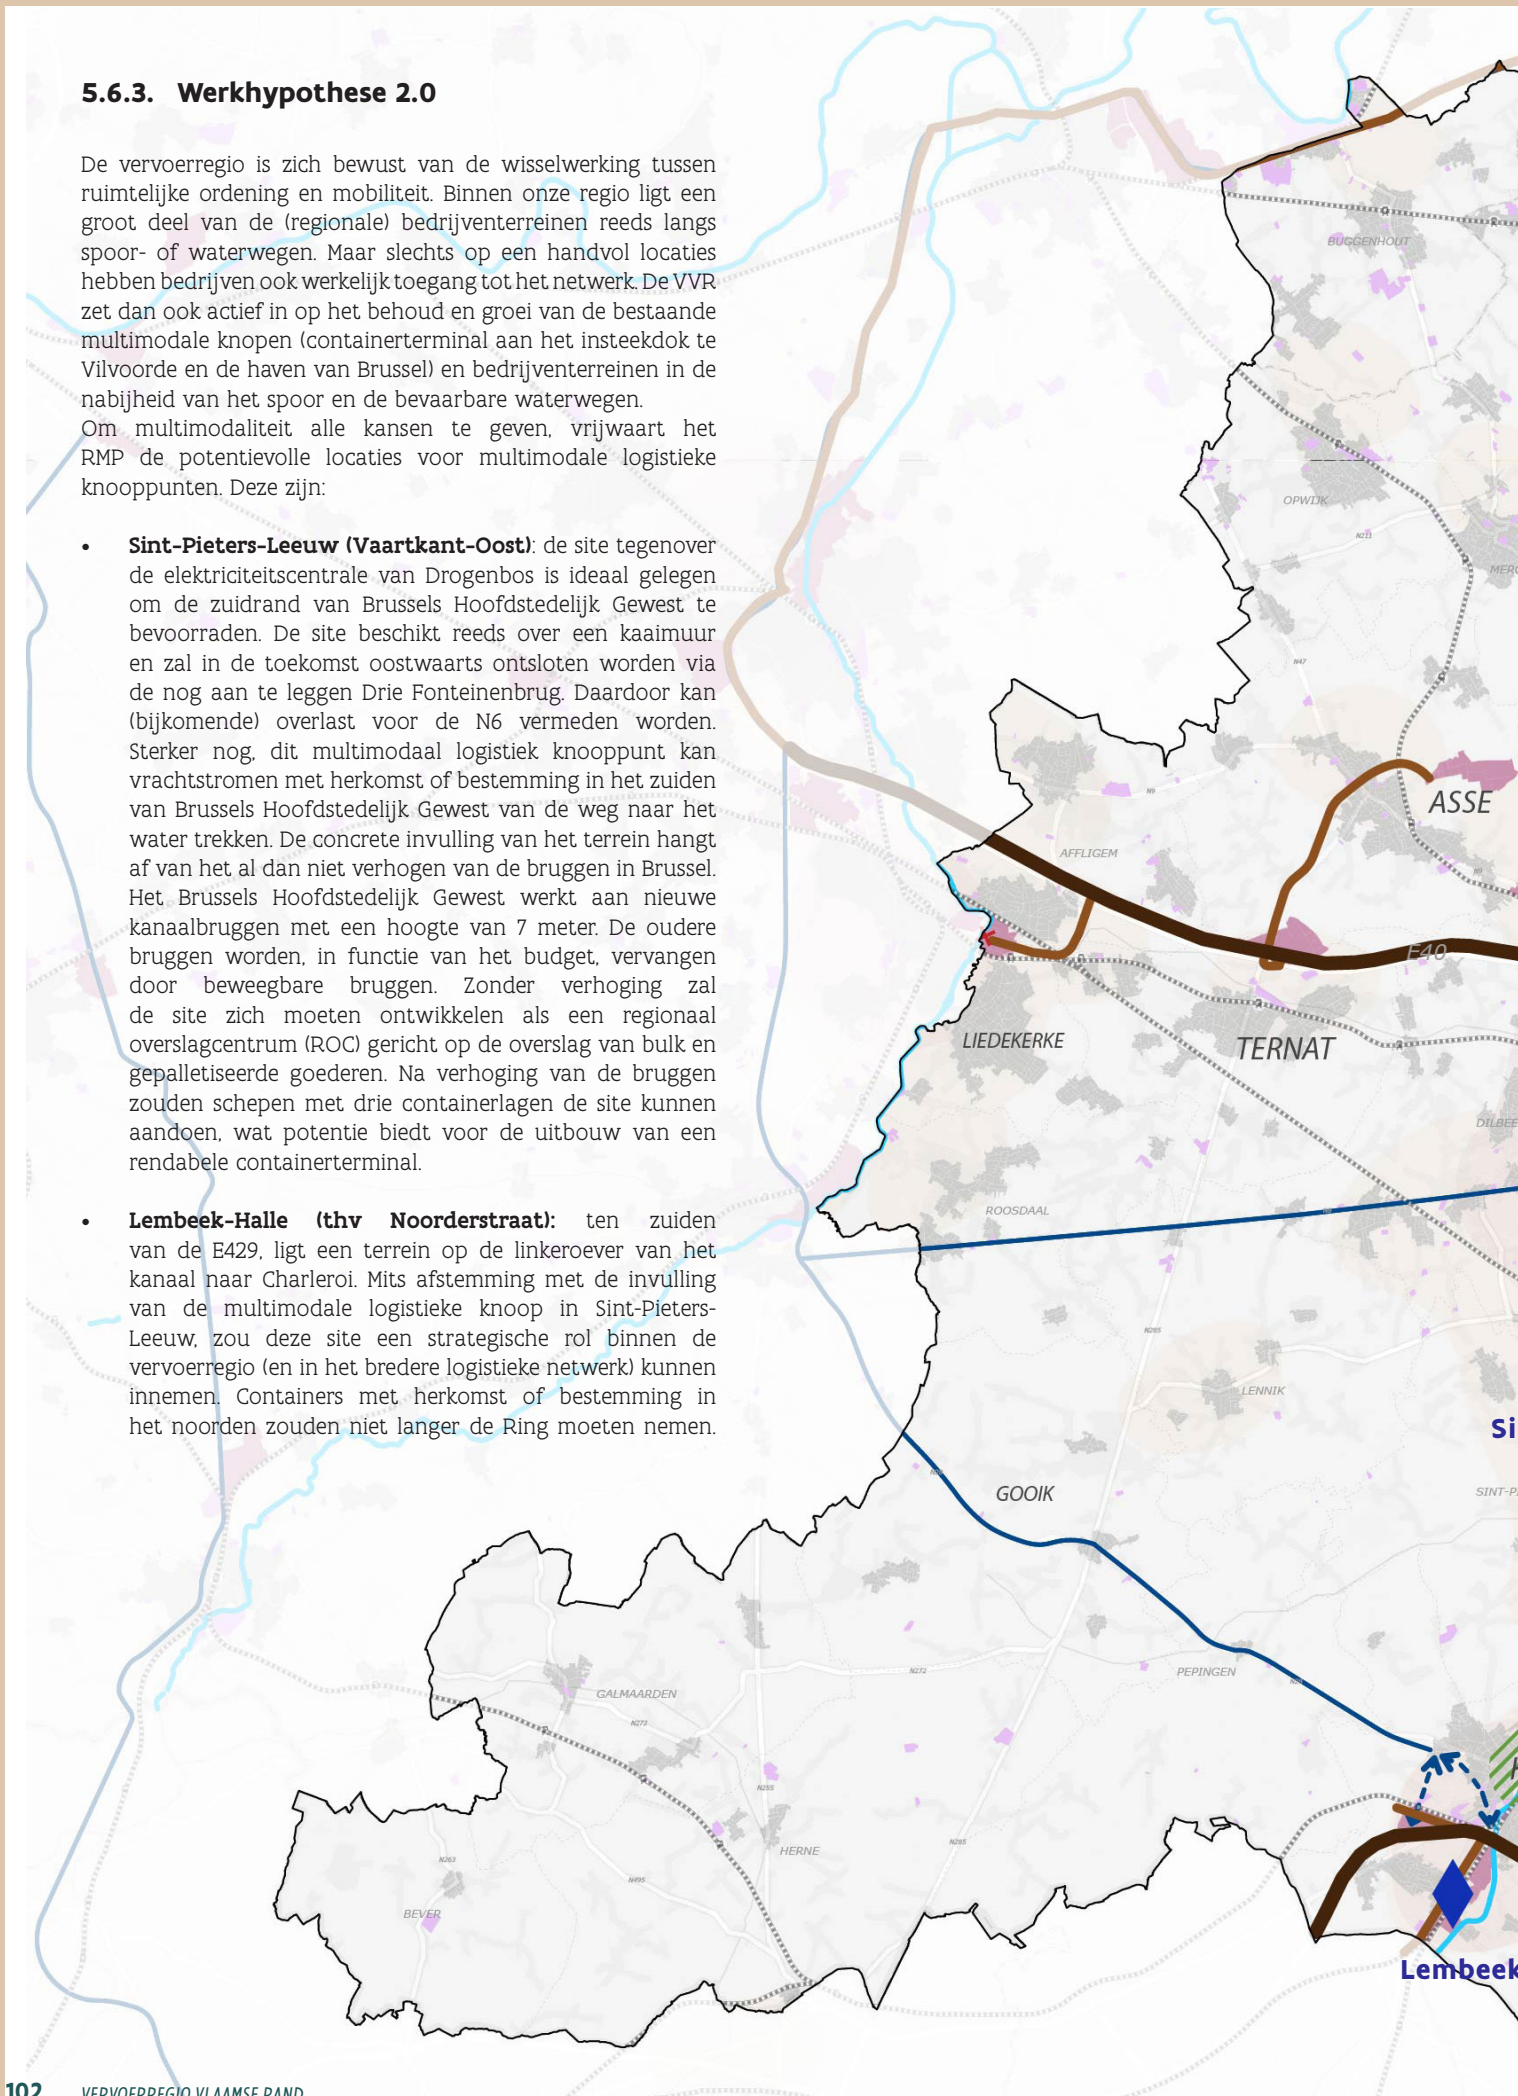 5.6.3. Werkhypothese 2.0
De vervoerregio is zich bewust van de wisselwerking tussen
ruimtelijke ordening en mobiliteit. Binnen onze regio ligt een
groot deel van de (regionale) bedrijventerreinen reeds langs
spoor- of waterwegen. Maar slechts op een handvol locaties
hebben bedrijven ook werkelijk toegang tot het netwerk. De VVR
zet dan ook actief in op het behoud en groei van de bestaande
multimodale knopen (containerterminal aan het insteekdok te
Vilvoorde en de haven van Brussel) en bedrijventerreinen in de
nabijheid van het spoor en de bevaarbare waterwegen.
Om multimodaliteit alle kansen te geven, vrijwaart het
RMP de potentievolle locaties voor multimodale logistieke
knooppunten. Deze zijn:
• Sint-Pieters-Leeuw (Vaartkant-Oost): de site tegenover
de elektriciteitscentrale van Drogenbos is ideaal gelegen
om de zuidrand van Brussels Hoofdstedelijk Gewest te
bevoorraden. De site beschikt reeds over een kaaimuur
en zal in de toekomst oostwaarts ontsloten worden via
de nog aan te leggen Drie Fonteinenbrug. Daardoor kan
(bijkomende) overlast voor de N6 vermeden worden.
Sterker nog, dit multimodaal logistiek knooppunt kan
vrachtstromen met herkomst of bestemming in het zuiden
van Brussels Hoofdstedelijk Gewest van de weg naar het
water trekken. De concrete invulling van het terrein hangt
af van het al dan niet verhogen van de bruggen in Brussel.
Het Brussels Hoofdstedelijk Gewest werkt aan nieuwe
kanaalbruggen met een hoogte van 7 meter. De oudere
bruggen worden, in functie van het budget, vervangen
door beweegbare bruggen. Zonder verhoging zal
de site zich moeten ontwikkelen als een regionaal
overslagcentrum (ROC) gericht op de overslag van bulk en
gepalletiseerde goederen. Na verhoging van de bruggen
zouden schepen met drie containerlagen de site kunnen
aandoen, wat potentie biedt voor de uitbouw van een
rendabele containerterminal.
• Lembeek-Halle (thv Noorderstraat): ten zuiden
van de E429, ligt een terrein op de linkeroever van het
kanaal naar Charleroi. Mits afstemming met de invulling
van de multimodale logistieke knoop in Sint-Pieters-
Leeuw, zou deze site een strategische rol binnen de
vervoerregio (en in het bredere logistieke netwerk) kunnen
innemen. Containers met herkomst of bestemming in
het noorden zouden niet langer de Ring moeten nemen.
BUGGENHOUT
OPWIJK
N211
MERC
N47
ASSE
N9
AFFLIGEM
N9
E40
LIEDEKERKE
TERNAT
DILBEE
ROOSDAAL
N285
LENNIK
Si
GOOIK
SINT-P
PEPINGEN
N272
GALMAARDEN
N272
N255
HERNE
N285
N263
N495
BEVER
Lembeek
102 VERVOERREGIO VLAAMSE RAND